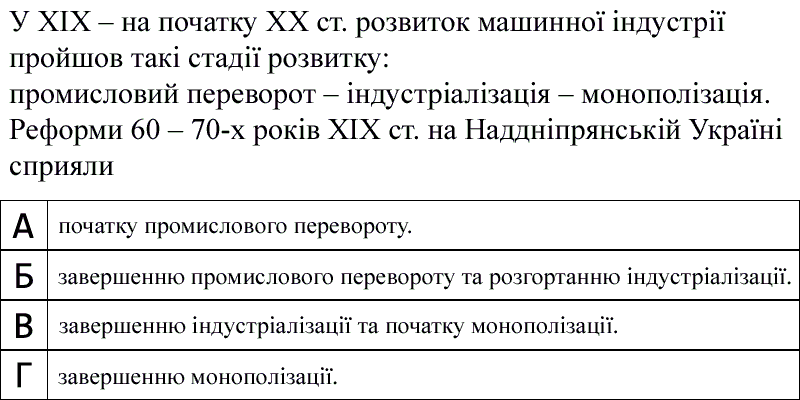 У XIX – на початку XX ст. розвиток машинної індустрії
пройшов такі стадії розвитку:
промисловий переворот – індустріалізація – монополізація.
Реформи 60 – 70-х років XIX ст. на Наддніпрянській Україні
сприяли
А початку промислового перевороту.
Б завершенню промислового перевороту та розгортанню індустріалізації.
В завершенню індустріалізації та початку монополізації.
Г завершенню монополізації.